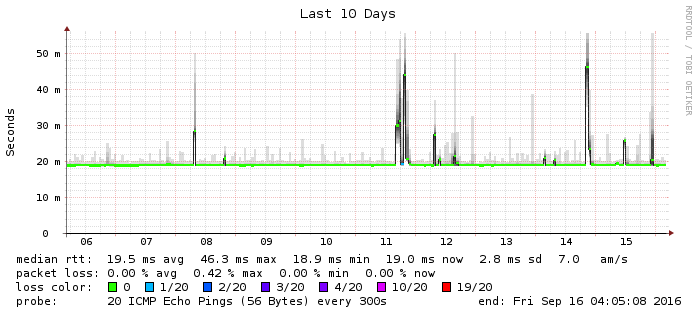 Last 10 Days
RRDTOOL / TOBI OETIKER
Seconds
50 m
40 m
30 m
20 m
10 m
0
06 07 08 09 10 11 12 13 14 15
median rtt: 19.5 ms avg 46.3 ms max 18.9 ms min 19.0 ms now 2.8 ms sd 7.0 am/s
packet loss: 0.00 % avg 0.42 % max 0.00 % min 0.00 % now
loss color: 0 1/20 2/20 3/20 4/20 10/20 19/20
probe: 20 ICMP Echo Pings (56 Bytes) every 300s end: Fri Sep 16 04:05:08 2016